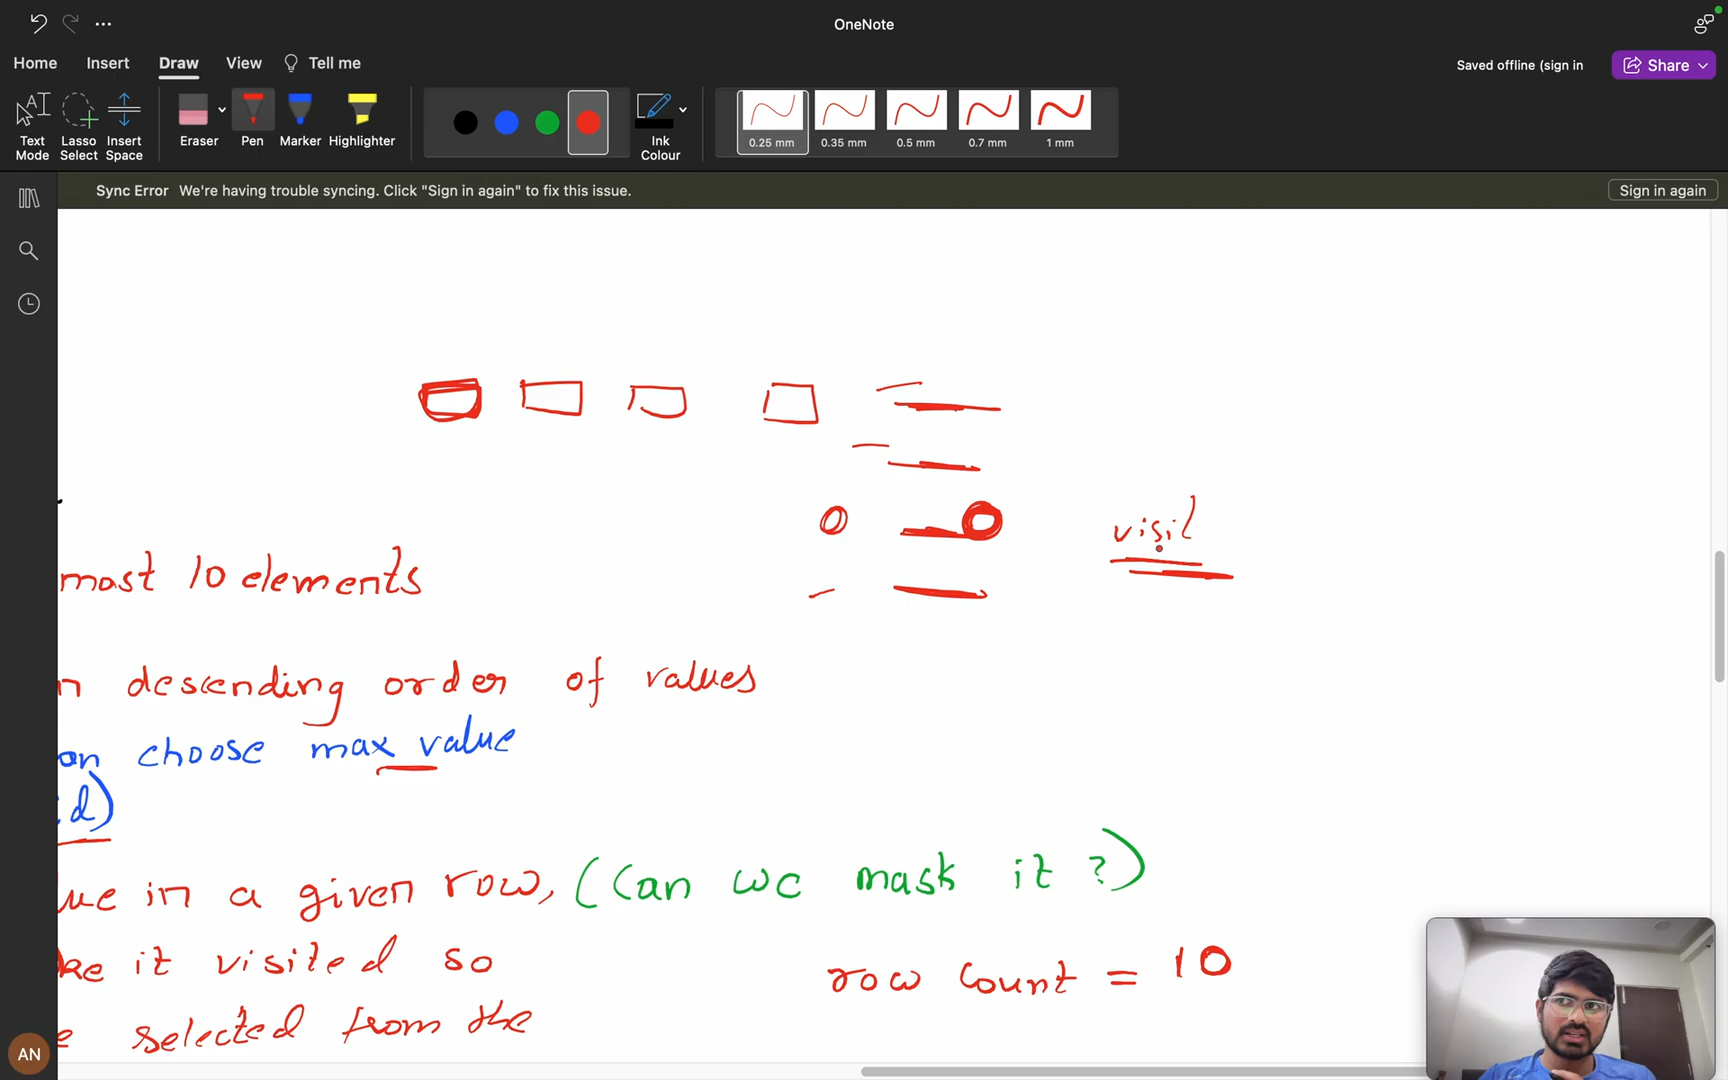 OneNote
Home Insert Draw View Tell me
Saved offline (sign in
Share
Text Mode
Lasso Select
Insert Space
Eraser
Pen
Marker
Highlighter
Ink Colour
0.25 mm 0.35 mm 0.5 mm 0.7 mm 1 mm
Sync Error We're having trouble syncing. Click "Sign in again" to fix this issue.
Sign in again
visit
most 10 elements
n descending order of values
an choose max value
d)
ue in a given row, (Can we mask it ?)
ke it visited so
row count = 10
e selected from the
AN